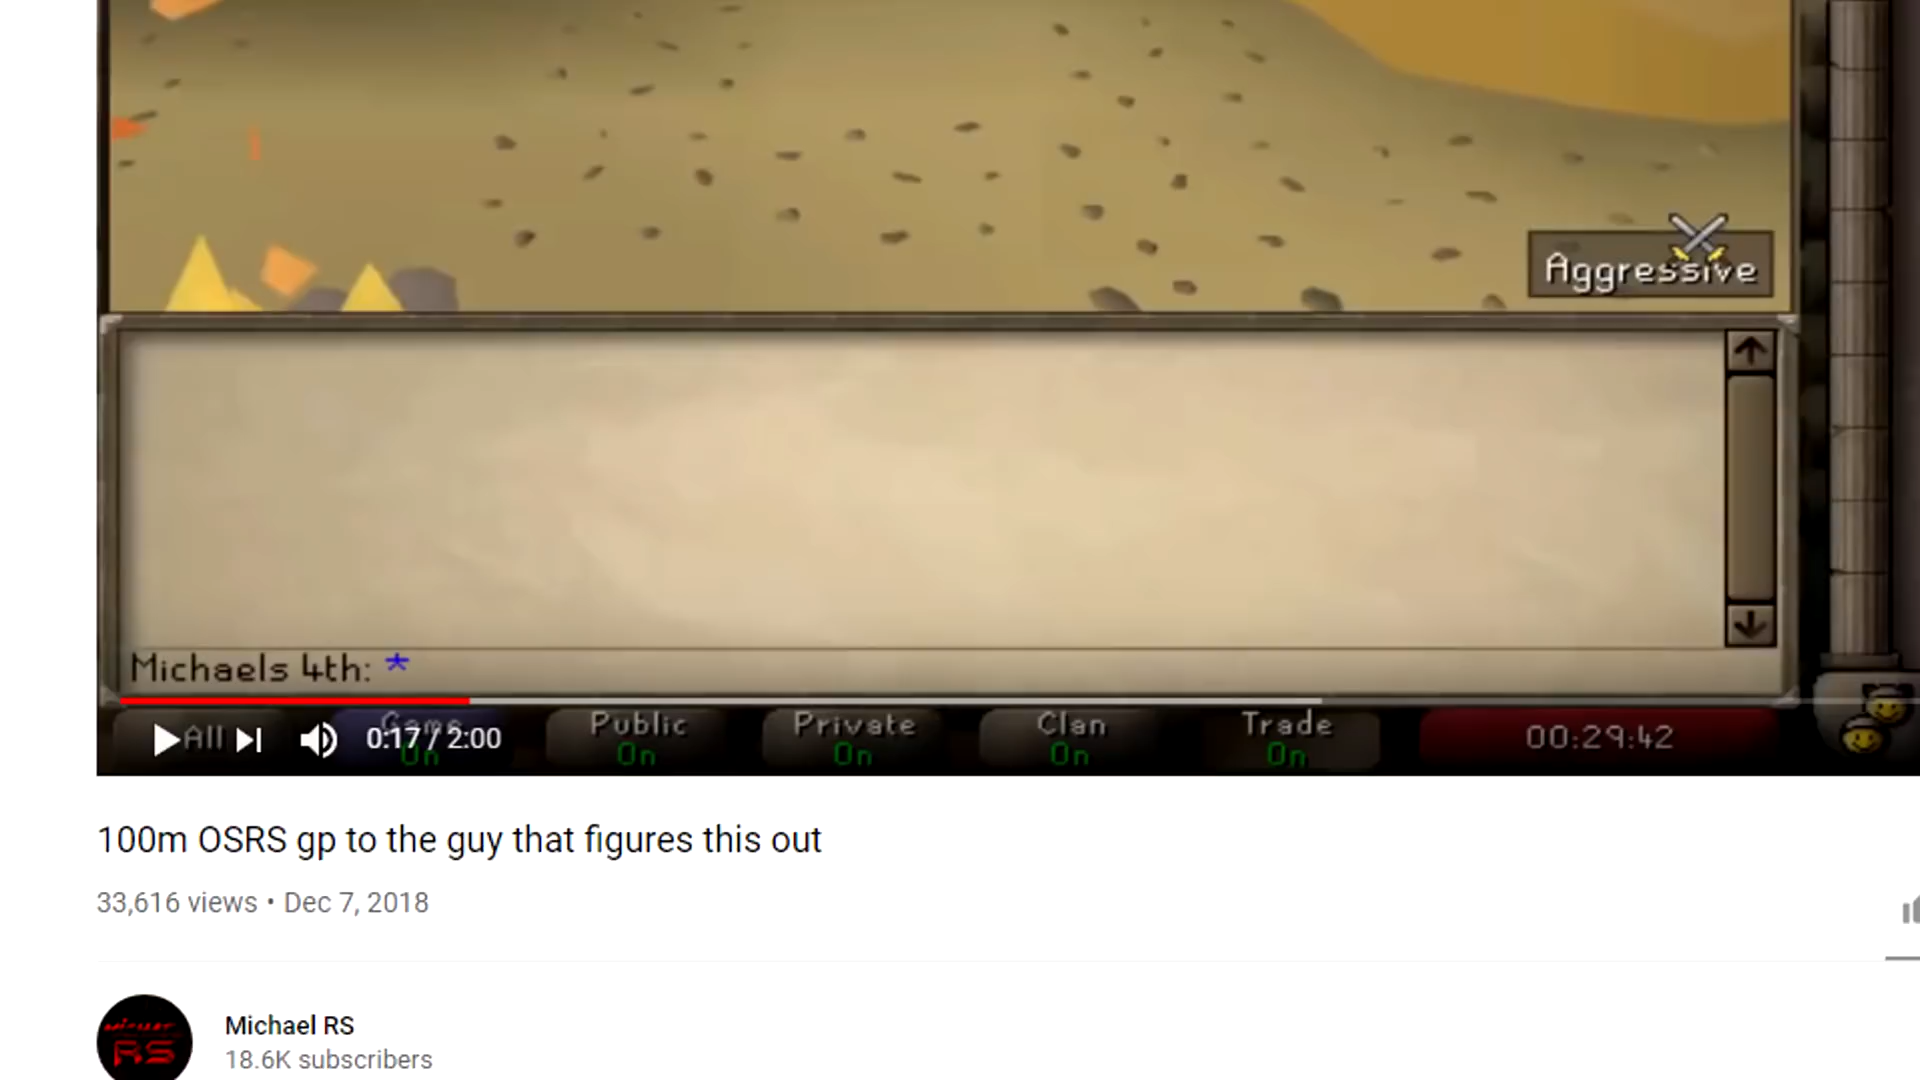 Aggressive
Michaels 4th: *
All
Game
On
Public
On
Private
On
Clan
On
Trade
On
0:17 / 2:00
00:29:42
100m OSRS gp to the guy that figures this out
33,616 views • Dec 7, 2018
RS
Michael RS
18.6K subscribers